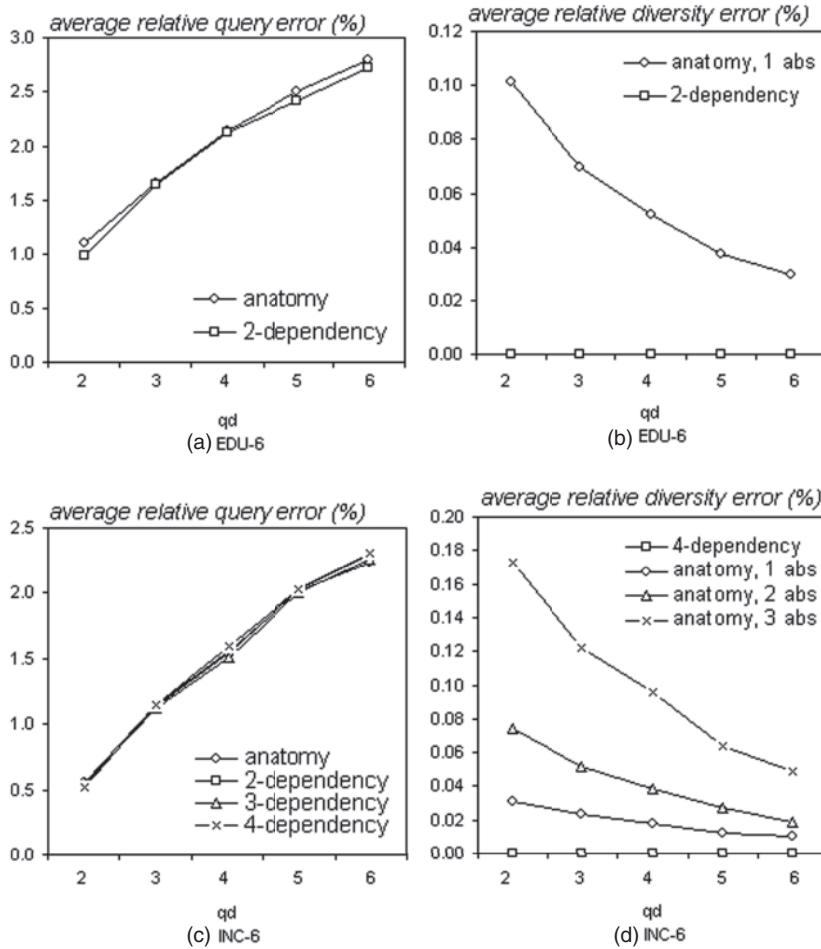 average relative query error (%)
3.0
2.5
2.0
1.5
1.0
0.5
0.0
anatomy
2-dependency
2 3 4 5 6
qd
(a) EDU-6
average relative diversity error (%)
0.12
0.10
0.08
0.06
0.04
0.02
0.00
anatomy, 1 abs
2-dependency
2 3 4 5 6
qd
(b) EDU-6
average relative query error (%)
2.5
2.0
1.5
1.0
0.5
0.0
anatomy
2-dependency
3-dependency
4-dependency
2 3 4 5 6
qd
(c) INC-6
average relative diversity error (%)
0.20
0.18
0.16
0.14
0.12
0.10
0.08
0.06
0.04
0.02
0.00
4-dependency
anatomy, 1 abs
anatomy, 2 abs
anatomy, 3 abs
2 3 4 5 6
qd
(d) INC-6